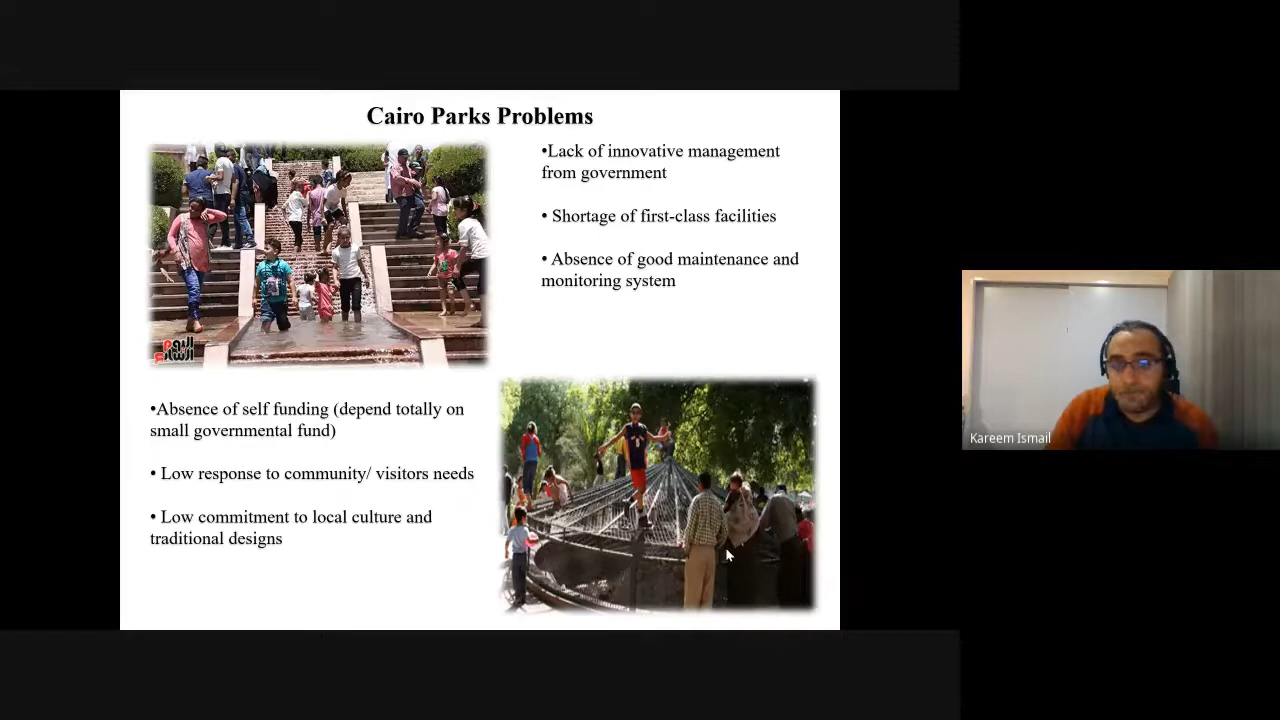 Cairo Parks Problems
•Lack of innovative management
from government
• Shortage of first-class facilities
• Absence of good maintenance and
monitoring system
اليوم
السابع
•Absence of self funding (depend totally on
small governmental fund)
• Low response to community/ visitors needs
• Low commitment to local culture and
traditional designs
Kareem Ismail